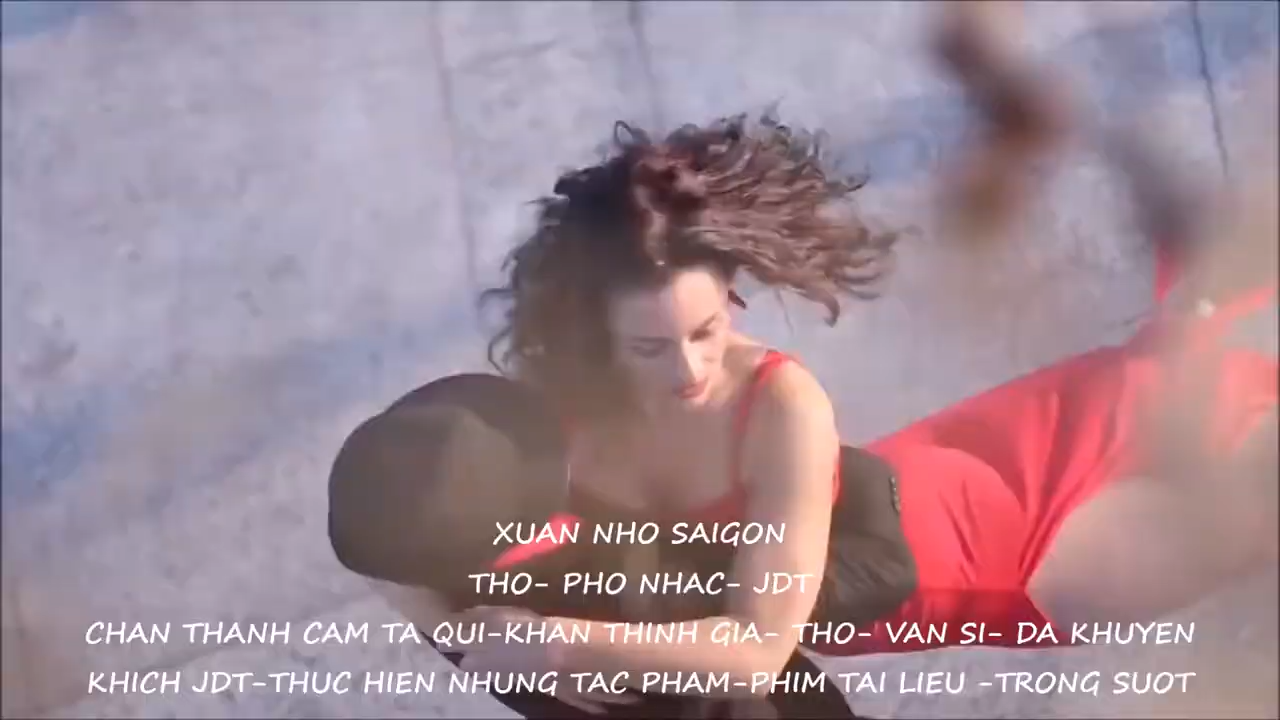 XUAN NHO SAIGON
THO- PHO NHAC- JDT
CHAN THANH CAM TA QUI-KHAN THINH GIA- THO- VAN SI- DA KHUYEN
KHICH JDT-THUC HIEN NHUNG TAC PHAM-PHIM TAI LIEU -TRONG SUOT